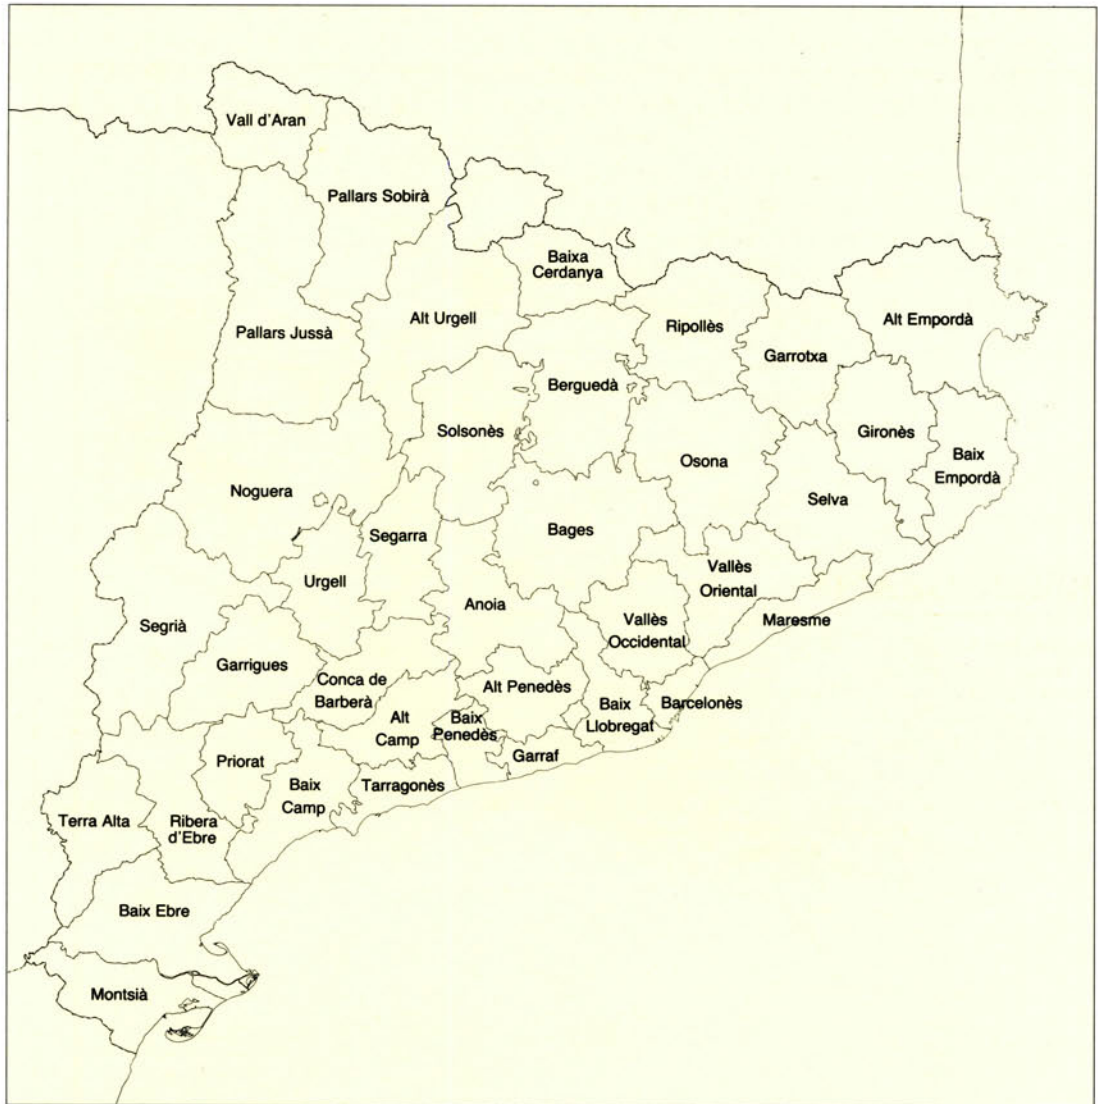 Vall d'Aran
Pallars Sobirà
Baixa
Cerdanya
Pallars Jussà
Alt Urgell
Ripollès
Alt Empordà
Garrotxa
Berguedà
Solsonès
Gironès
Osona
Baix
Empordà
Noguera
Selva
Segarra
Bages
Urgell
Vallès
Oriental
Anoia
Segrià
Vallès
Occidental
Maresme
Garrigues
Conca de
Barberà
Alt Penedès
Baix
Llobregat
Barcelonès
Alt
Camp
Baix
Penedès
Garraf
Priorat
Baix
Camp
Tarragonès
Terra Alta
Ribera
d'Ebre
Baix Ebre
Montsià